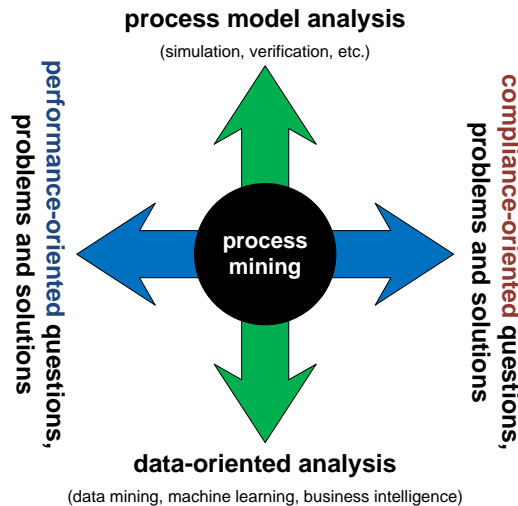 process model analysis
(simulation, verification, etc.)
performance-oriented questions,
problems and solutions
process
mining
compliance-oriented questions,
problems and solutions
data-oriented analysis
(data mining, machine learning, business intelligence)